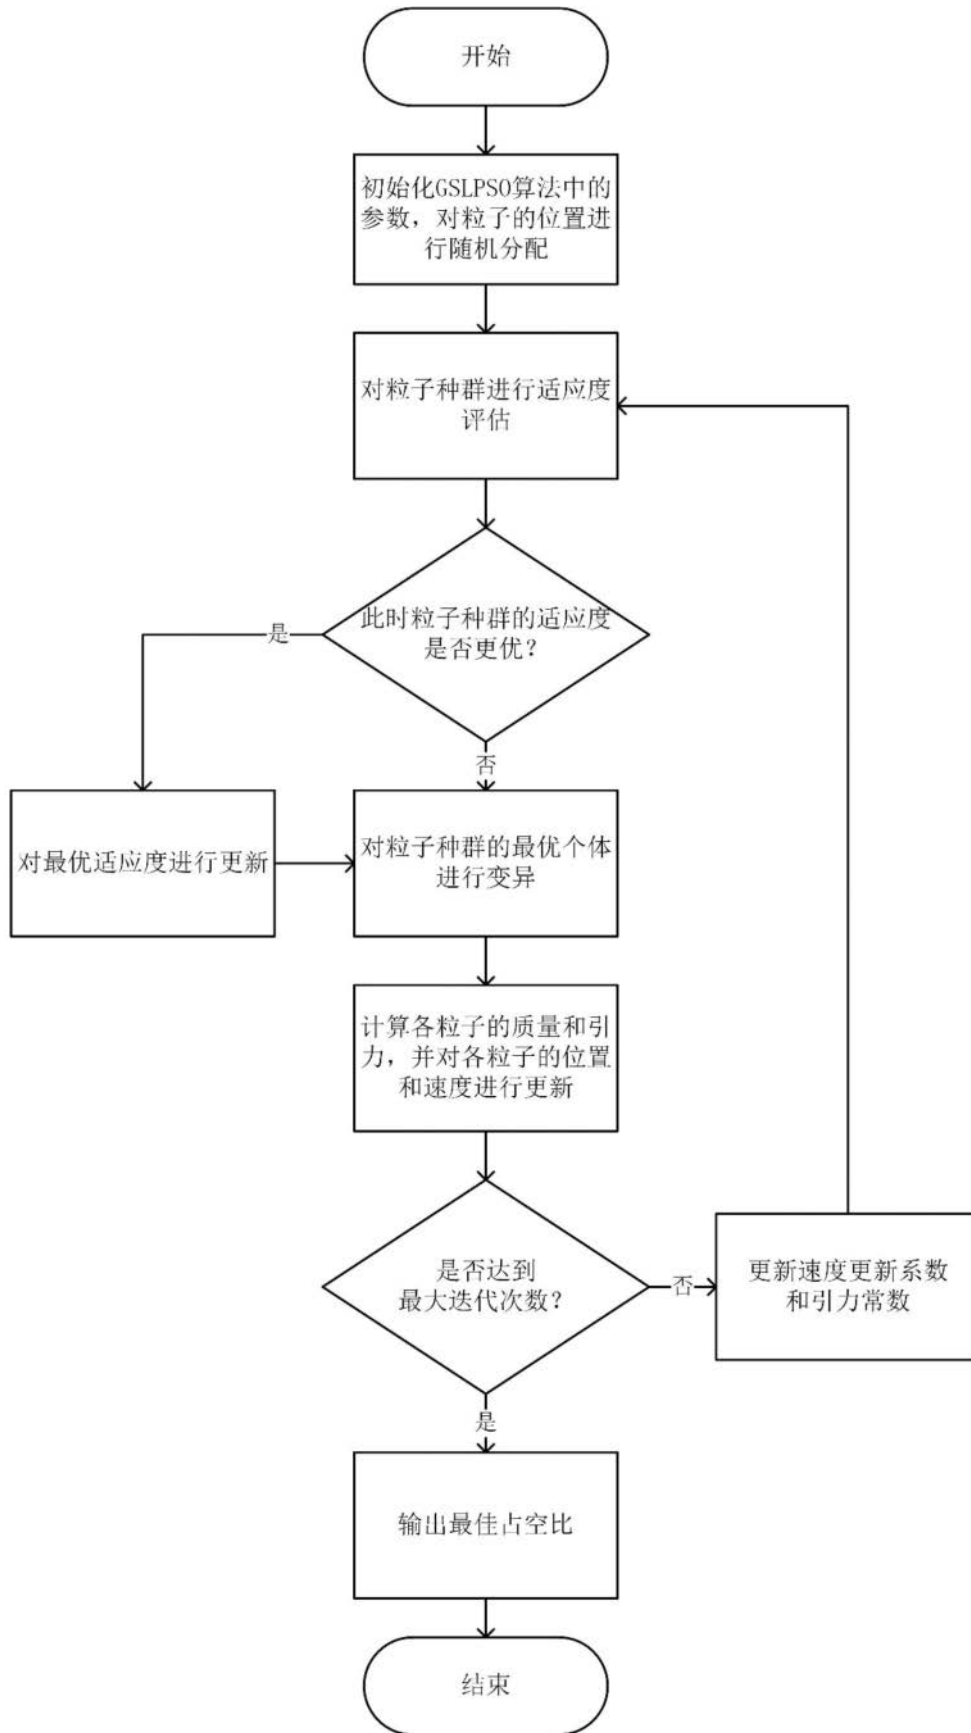 开始
初始化GSLPSO算法中的
参数，对粒子的位置进
行随机分配
对粒子种群进行适应度
评估
此时粒子种群的适应度
是否更优？
是
否
对最优适应度进行更新
对粒子种群的最优个体
进行变异
计算各粒子的质量和引
力，并对各粒子的位置
和速度进行更新
是否达到
最大迭代次数？
否
更新速度更新系数
和引力常数
是
输出最佳占空比
结束